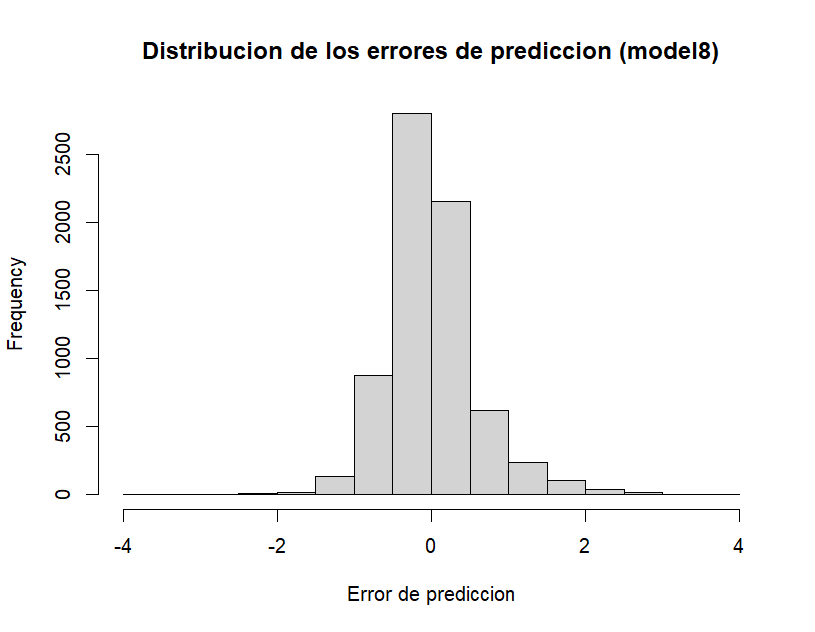 Distribucion de los errores de prediccion (model8)
Frequency
2500
2000
1500
1000
500
0
-4 -2 0 2 4
Error de prediccion